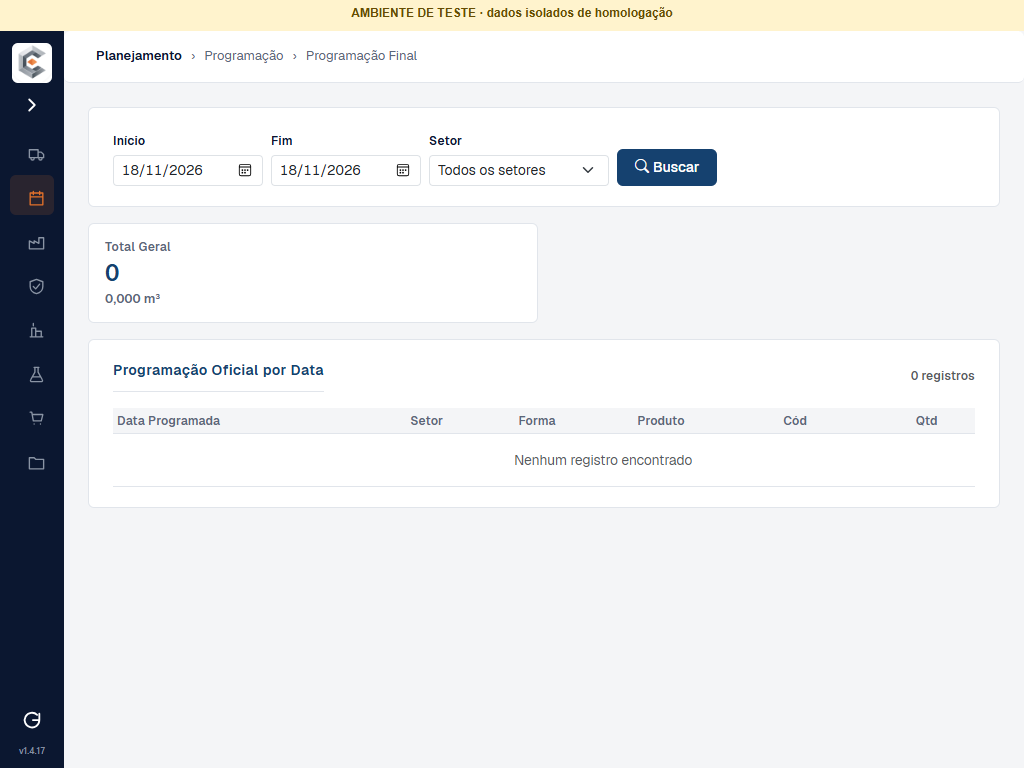 AMBIENTE DE TESTE · dados isolados de homologação
Planejamento › Programação › Programação Final
Início Fim Setor
18/11/2026 18/11/2026 Todos os setores Buscar
Total Geral
0
0,000 m³
Programação Oficial por Data
0 registros
Data Programada Setor Forma Produto Cód Qtd
Nenhum registro encontrado
v1.4.17